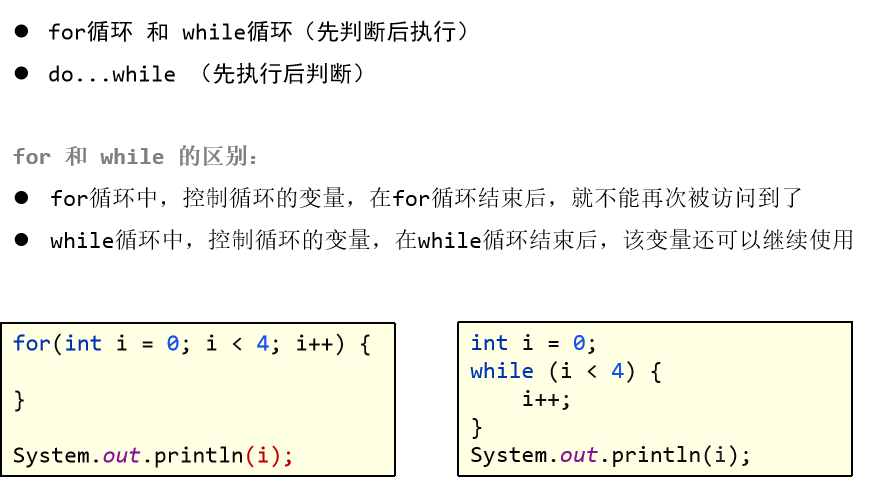 ● for循环 和 while循环（先判断后执行）
● do...while （先执行后判断）
for 和 while 的区别：
● for循环中，控制循环的变量，在for循环结束后，就不能再次被访问到了
● while循环中，控制循环的变量，在while循环结束后，该变量还可以继续使用
for(int i = 0; i < 4; i++) {
}
System.out.println(i);
int i = 0;
while (i < 4) {
    i++;
}
System.out.println(i);